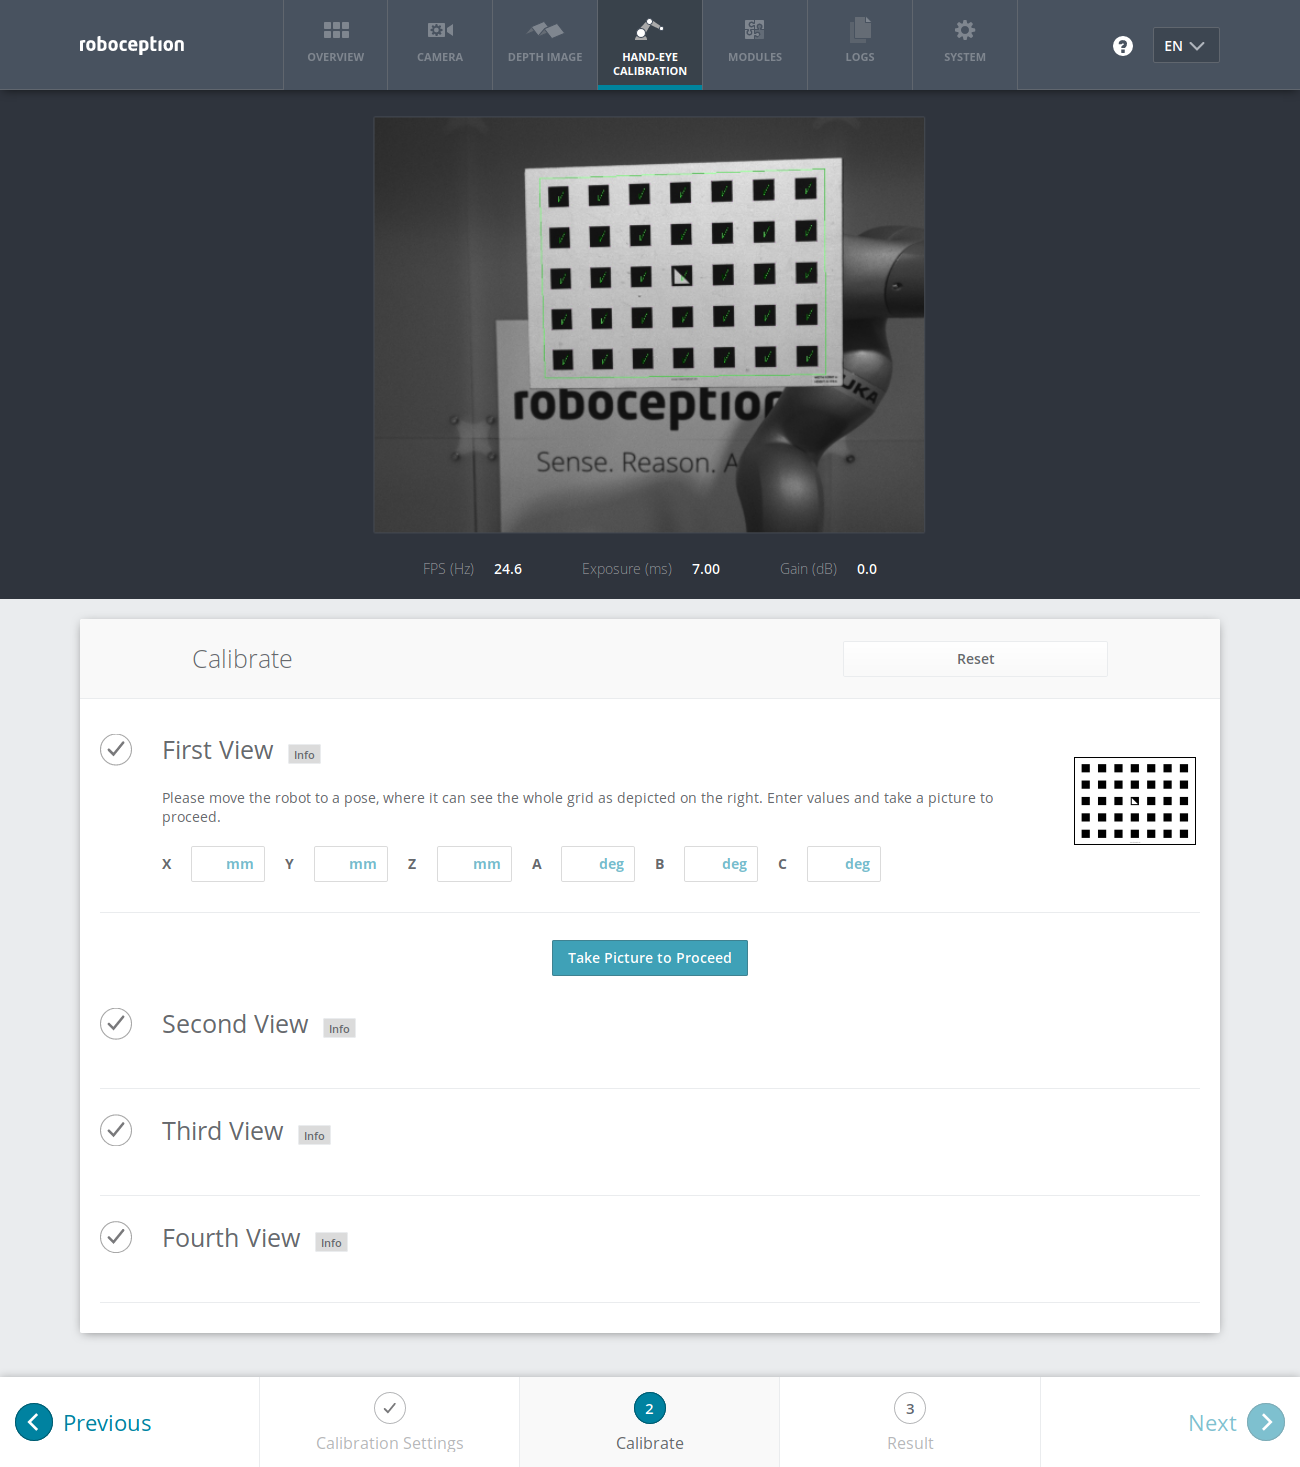 roboception
OVERVIEW
CAMERA
DEPTH IMAGE
HAND-EYE
CALIBRATION
MODULES
LOGS
SYSTEM
?
EN
roboception
Sense. Reason. A
UKA
FPS (Hz) 24.6 Exposure (ms) 7.00 Gain (dB) 0.0
Calibrate
Reset
First View Info
Please move the robot to a pose, where it can see the whole grid as depicted on the right. Enter values and take a picture to
proceed.
X mm Y mm Z mm A deg B deg C deg
Take Picture to Proceed
Second View Info
Third View Info
Fourth View Info
Previous
Calibration Settings
2
Calibrate
3
Result
Next